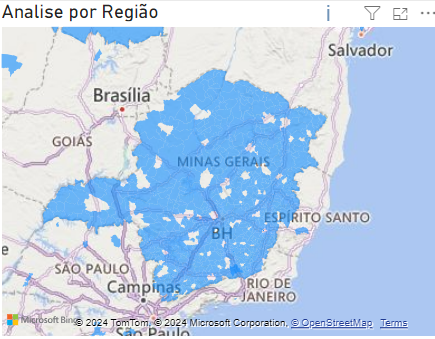 Analise por Região
Salvador
Brasília
GOIÁS
MINAS GERAIS
ESPÍRITO SANTO
BH
SÃO PAULO
RIO DE
JANEIRO
Campinas
São Paulo
Microsoft Bing
© 2024 TomTom, © 2024 Microsoft Corporation, © OpenStreetMap Terms